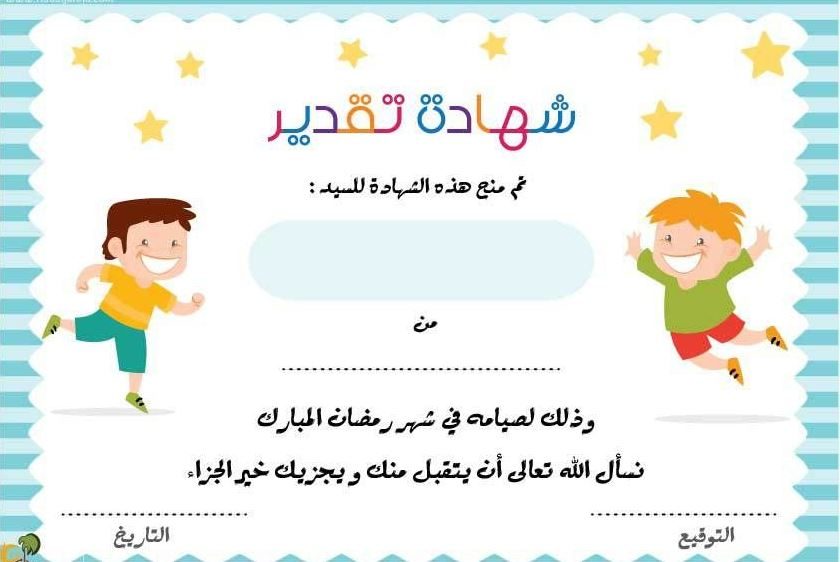 شهادة تقدير
تم منح هذه الشهادة للسيد :
من
وذلك لصيامه في شهر رمضان المبارك
نسأل الله تعالى أن يتقبل منك و يجزيك خير الجزاء
التوقيع
التاريخ